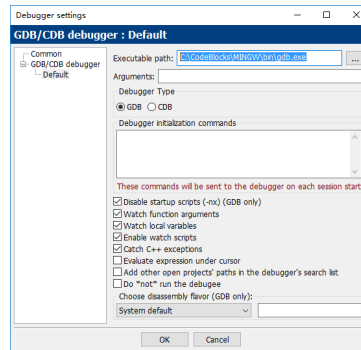 Debugger settings
GDB/CDB debugger : Default
Common
GDB/CDB debugger
Default
Executable path: C:\CodeBlocks\MINGW\bin\gdb.exe ...
Arguments:
Debugger Type
GDB CDB
Debugger initialization commands
These commands will be sent to the debugger on each session start
Disable startup scripts (-nx) (GDB only)
Watch function arguments
Watch local variables
Enable watch scripts
Catch C++ exceptions
Evaluate expression under cursor
Add other open projects' paths in the debugger's search list
Do *not* run the debugee
Choose disassembly flavor (GDB only):
System default
OK Cancel